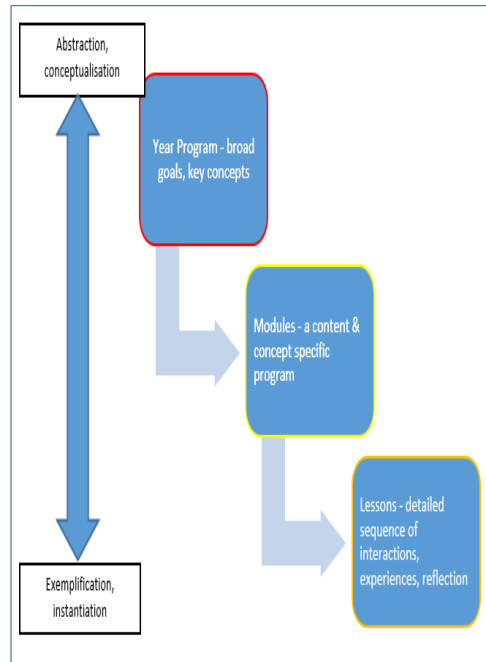 Abstraction,
conceptualisation
Year Program - broad
goals, key concepts
Modules - a content &
concept specific
program
Lessons - detailed
sequence of
interactions,
experiences, reflection
Exemplification,
instantiation